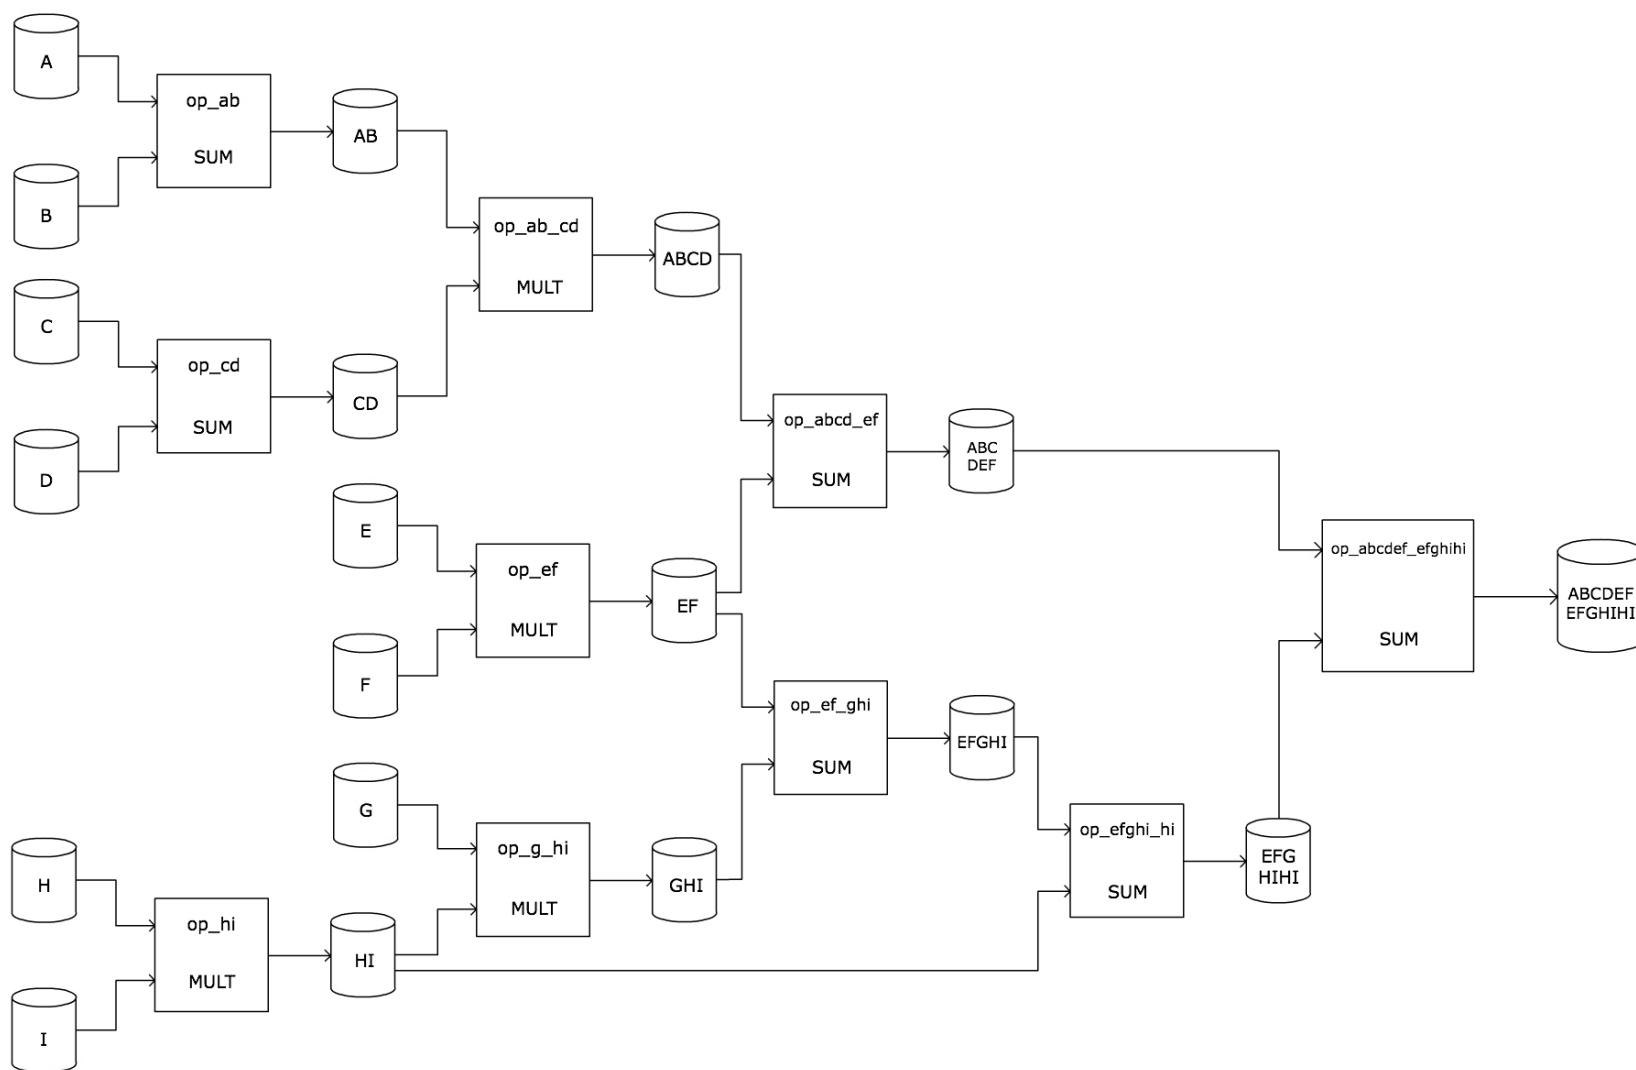 A
op_ab
SUM
B
AB
C
op_cd
SUM
D
CD
op_ab_cd
MULT
ABCD
E
op_ef
MULT
F
EF
op_abcd_ef
SUM
ABC
DEF
G
op_g_hi
MULT
GHI
H
op_hi
MULT
I
HI
op_ef_ghi
SUM
EFGHI
op_efghi_hi
SUM
EFG
HIHI
op_abcdef_efghihi
SUM
ABCDEF
EFGHIHI